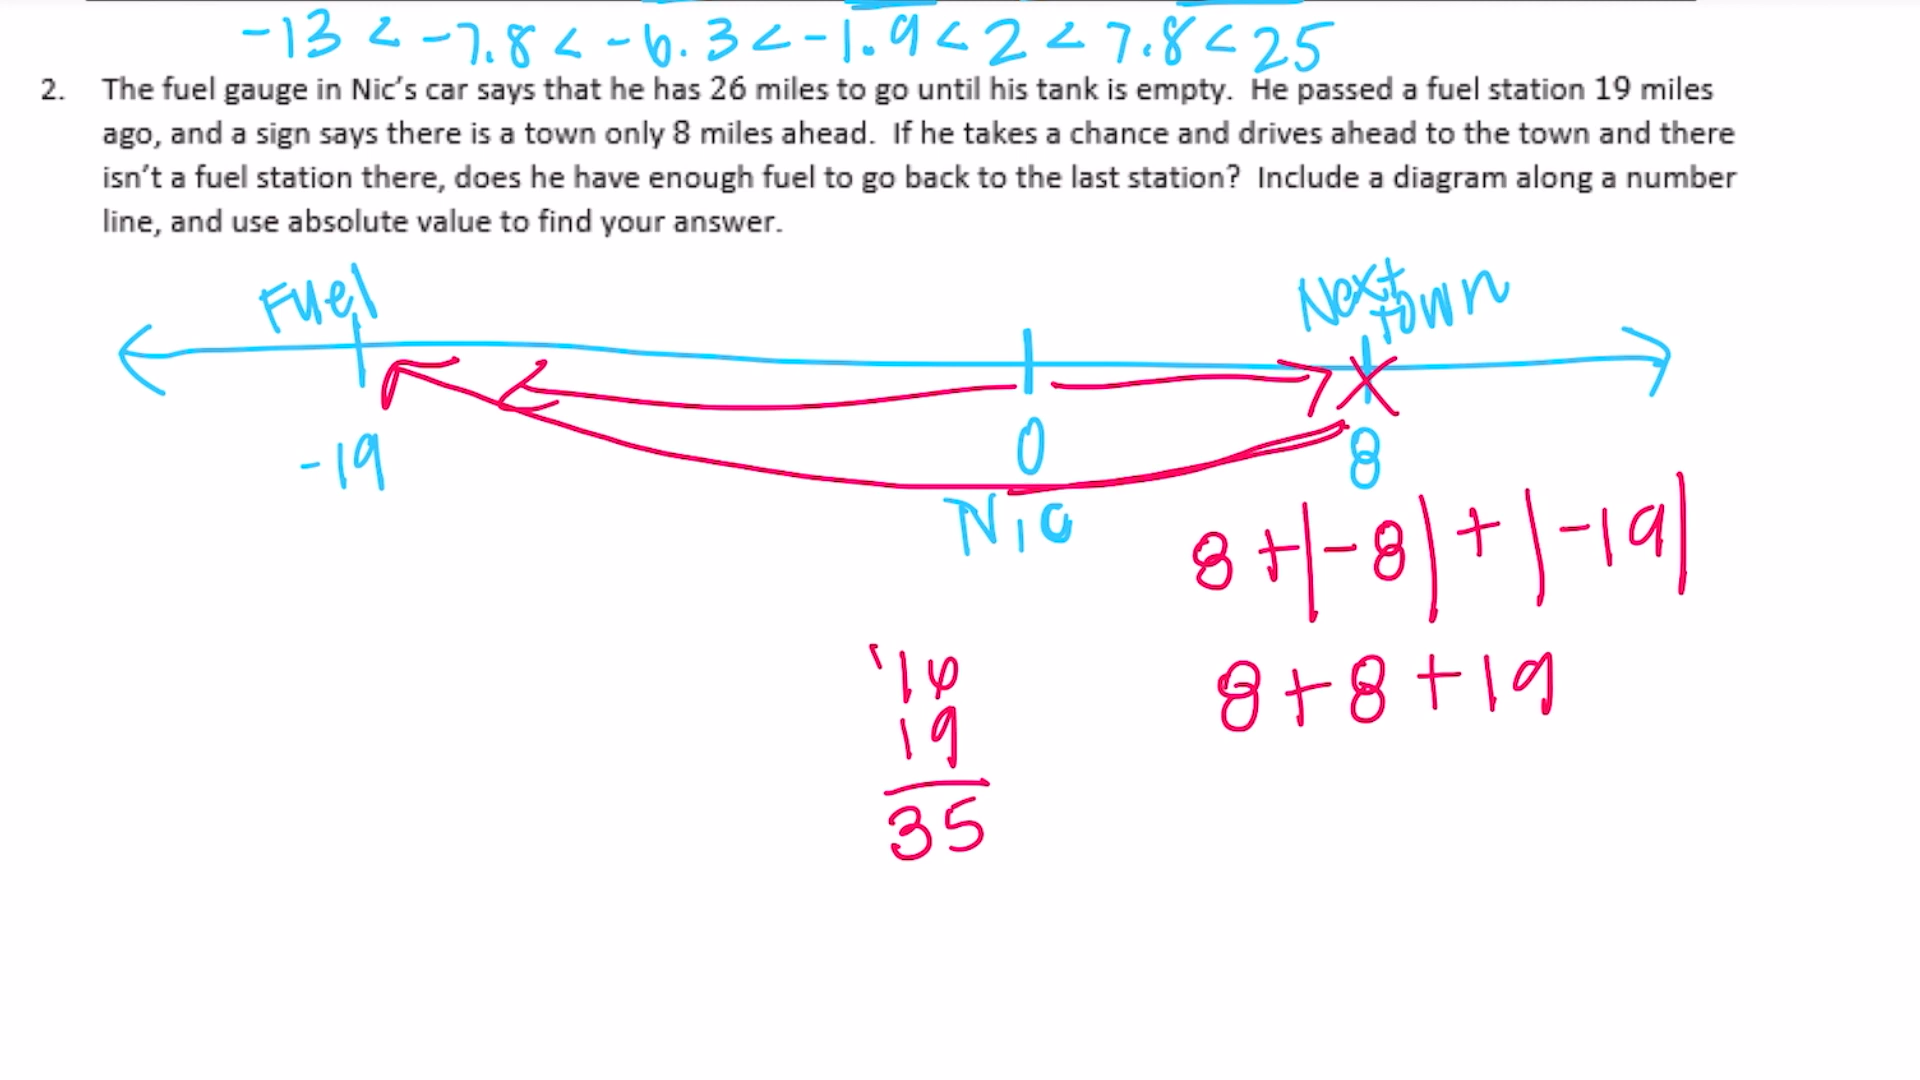 -13 < -7.8 < -6.3 < -1.9 < 2 < 7.8 < 25
2. The fuel gauge in Nic's car says that he has 26 miles to go until his tank is empty. He passed a fuel station 19 miles
ago, and a sign says there is a town only 8 miles ahead. If he takes a chance and drives ahead to the town and there
isn't a fuel station there, does he have enough fuel to go back to the last station? Include a diagram along a number
line, and use absolute value to find your answer.
Fuel
Next
town
-19
0
8
Nic
8 + |-8| + |-19|
8 + 8 + 19
1
16
19
35